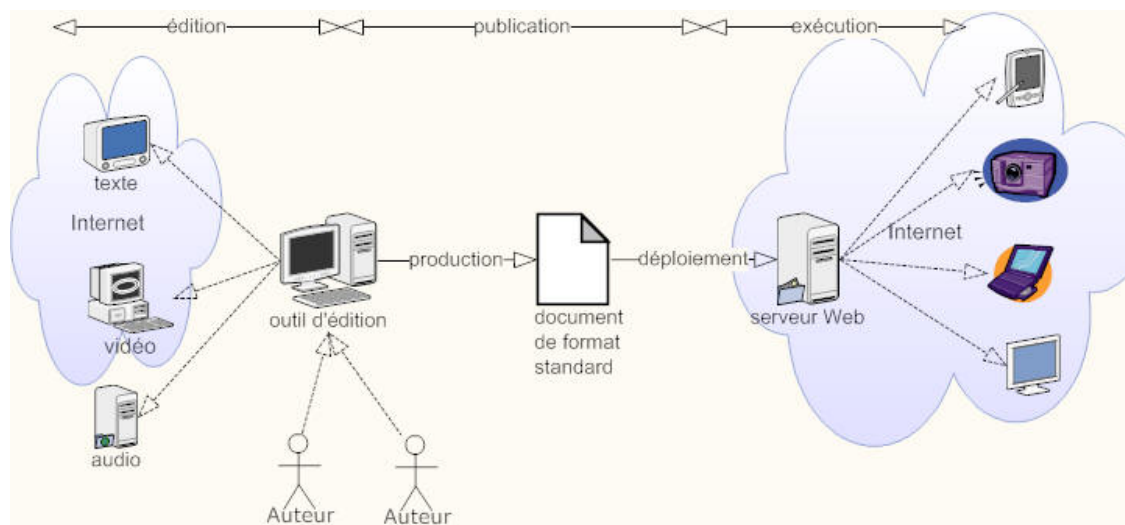 édition
publication
exécution
texte
Internet
vidéo
audio
outil d'édition
production
document
de format
standard
déploiement
serveur Web
Internet
Auteur
Auteur